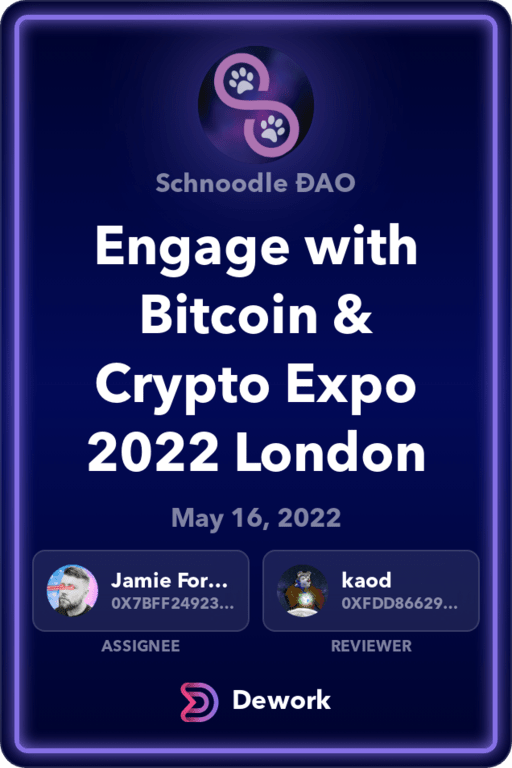 Schnoodle ÐAO
Engage with
Bitcoin &
Crypto Expo
2022 London
May 16, 2022
Jamie For...
0X7BFF24923...
kaod
0XFDD86629...
ASSIGNEE
REVIEWER
Dework